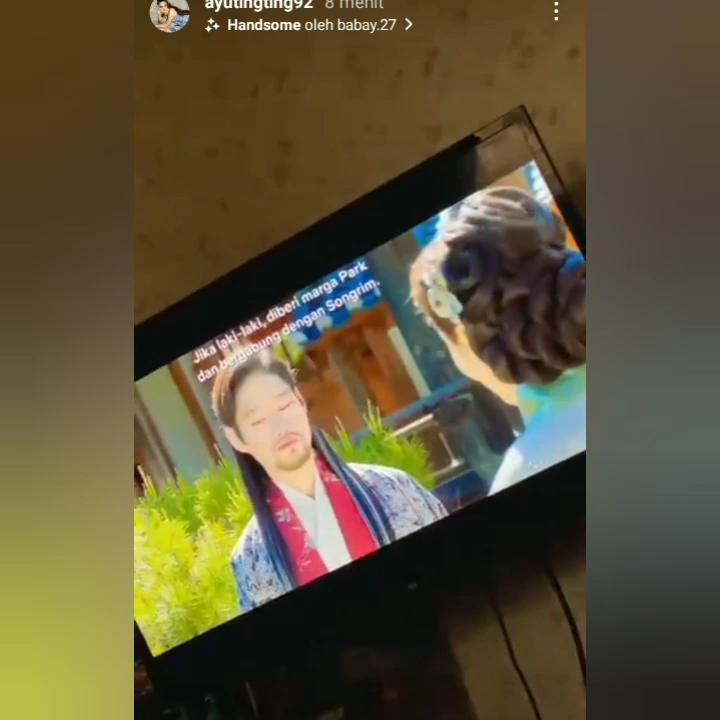 ayutingting92 8 menit
Handsome oleh babay.27
Jika laki-laki, diberi marga Park
dan bergabung dengan Songrim.